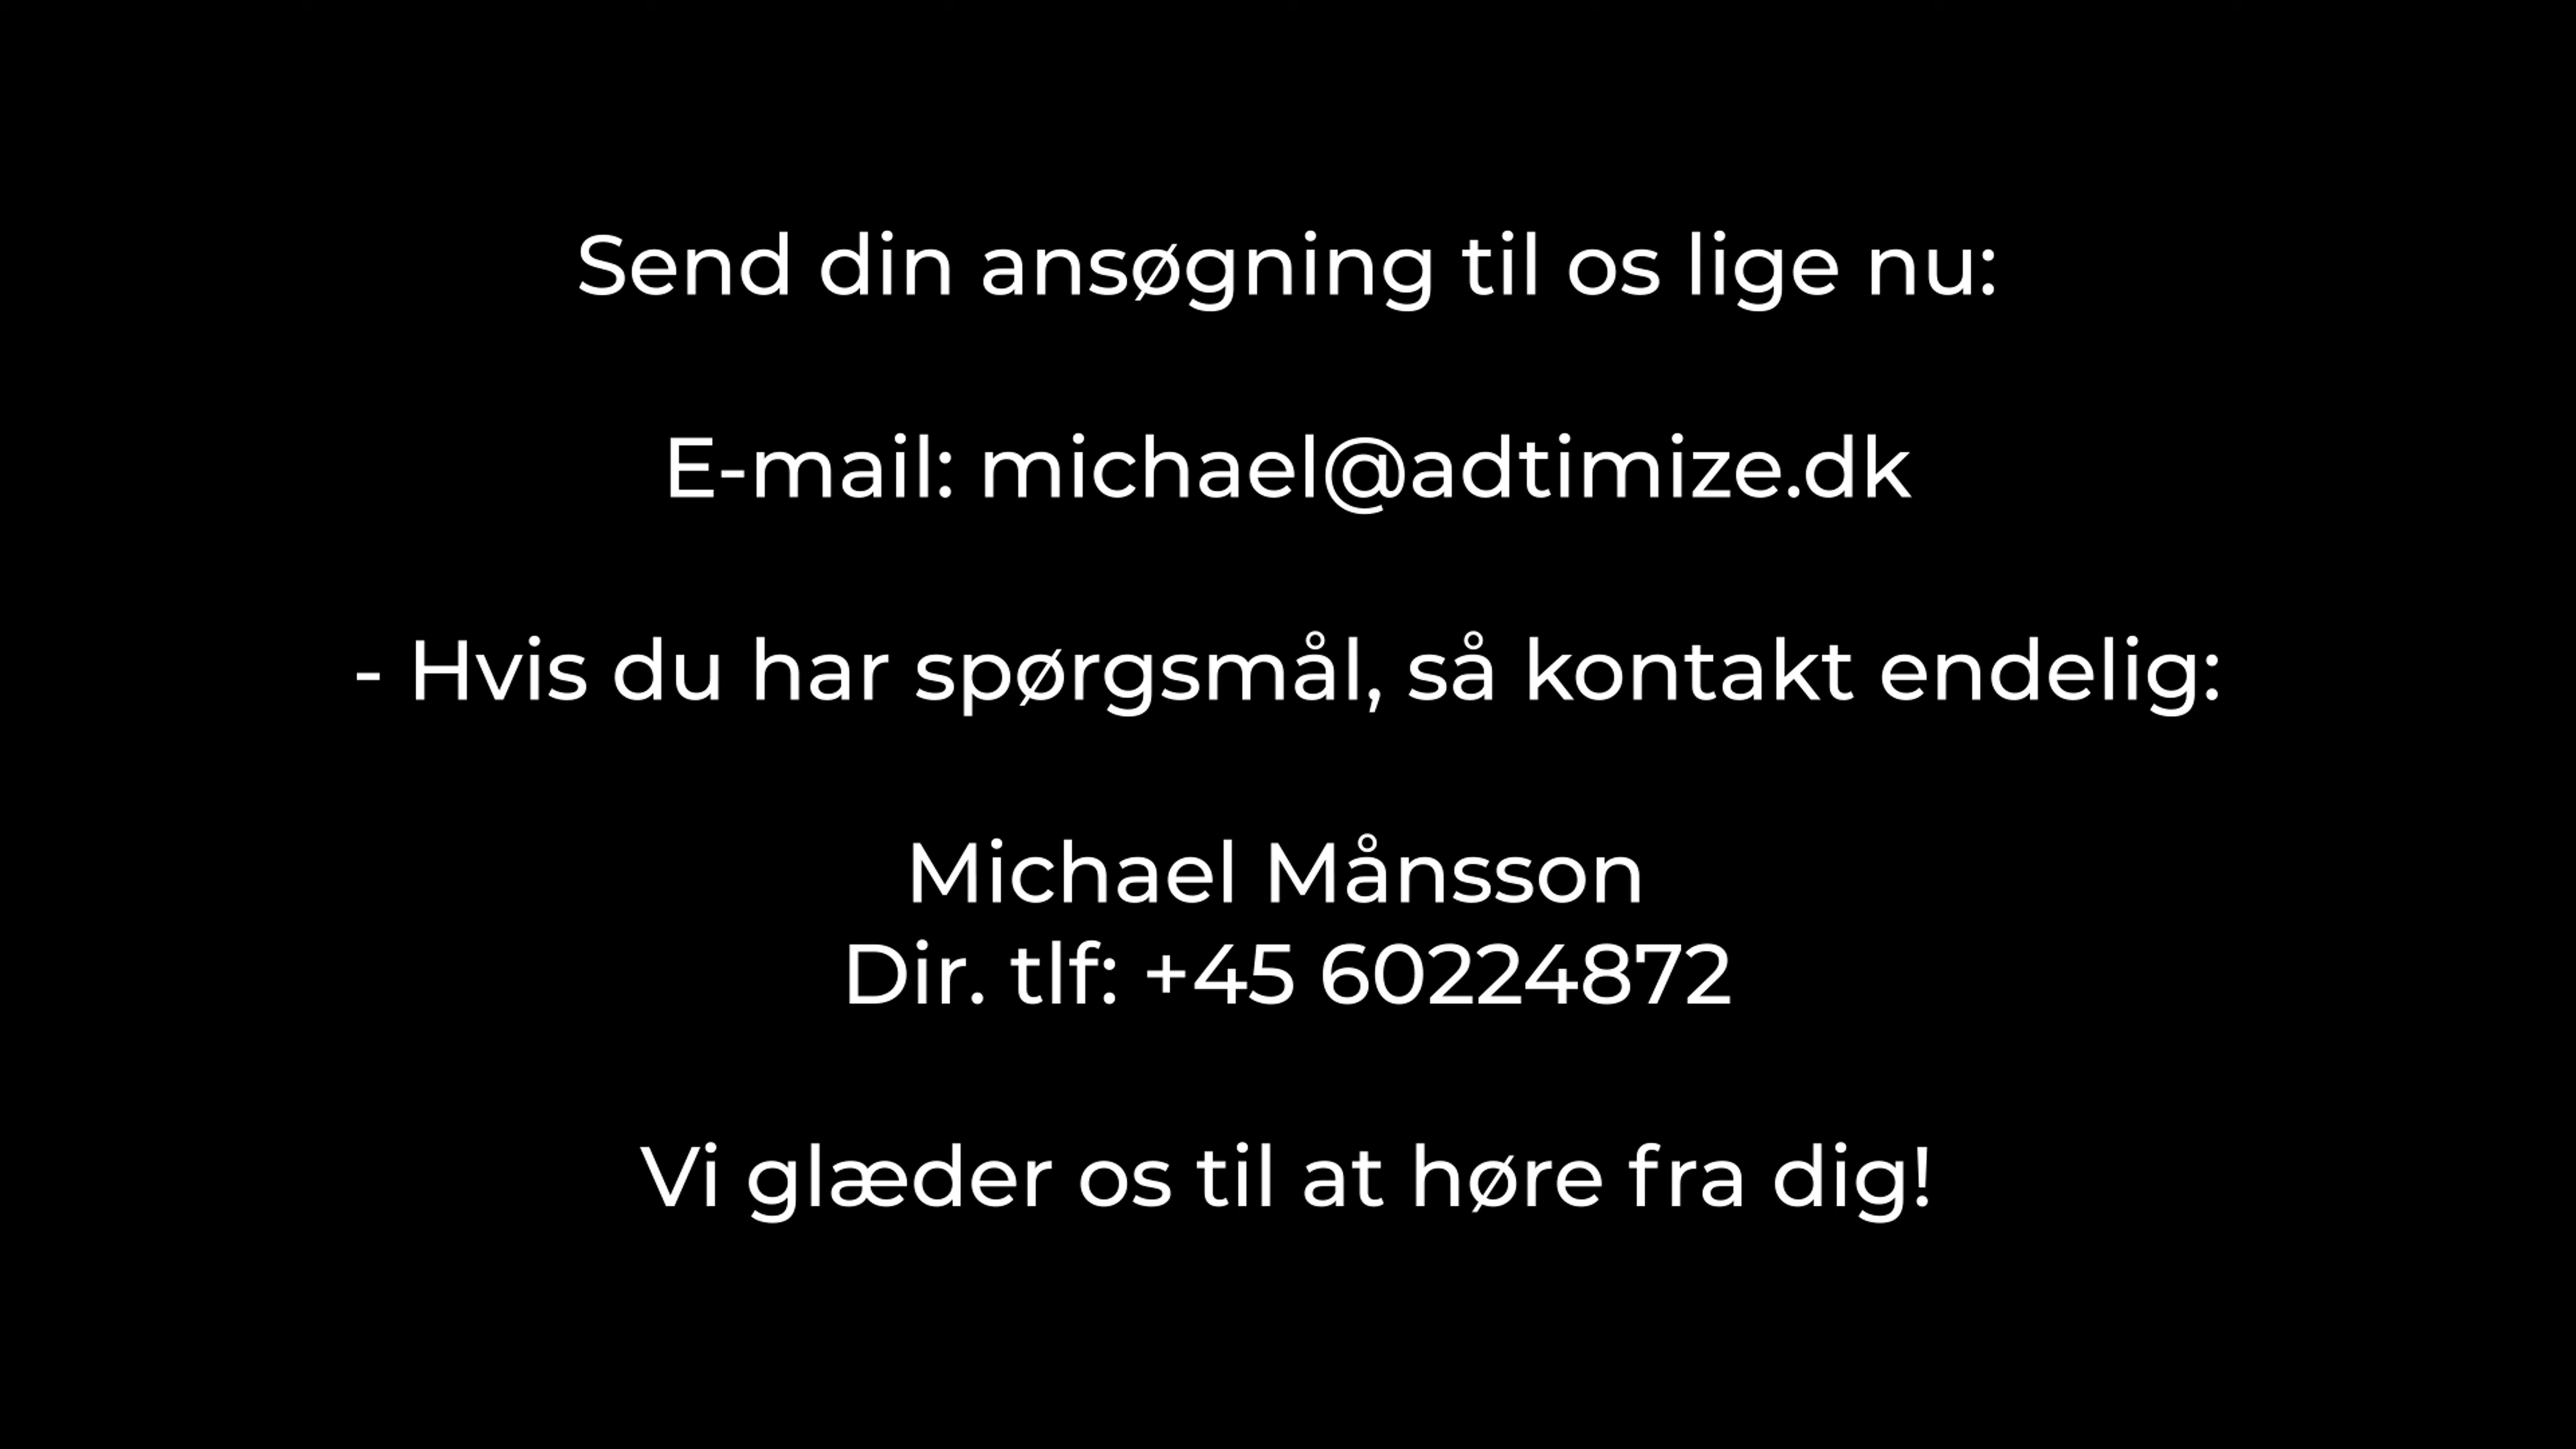 Send din ansøgning til os lige nu:
E-mail: michael@adtimize.dk
- Hvis du har spørgsmål, så kontakt endelig:
Michael Månsson
Dir. tlf: +45 60224872
Vi glæder os til at høre fra dig!